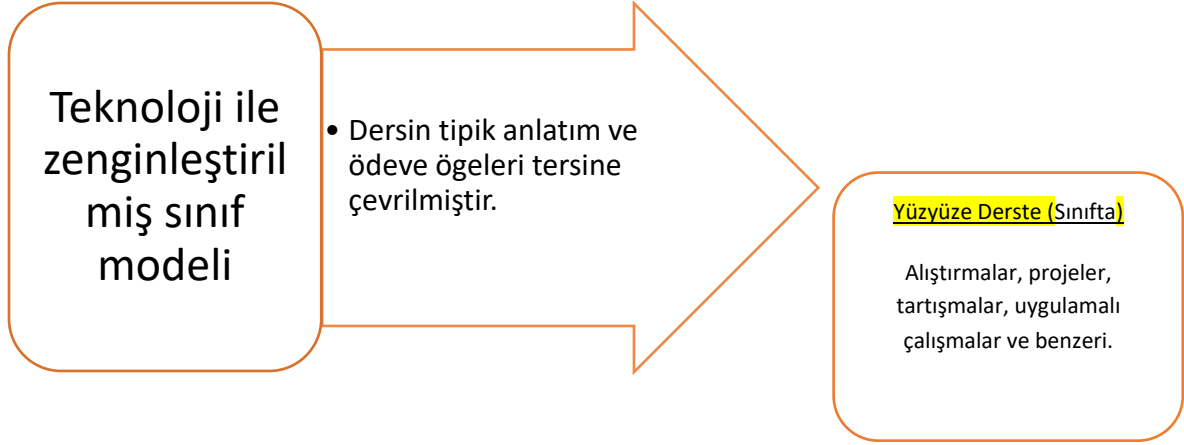 Teknoloji ile
zenginleştiril
miş sınıf
modeli
• Dersin tipik anlatım ve
ödeve ögeleri tersine
çevrilmiştir.
Yüzyüze Derste (Sınıfta)
Alıştırmalar, projeler,
tartışmalar, uygulamalı
çalışmalar ve benzeri.